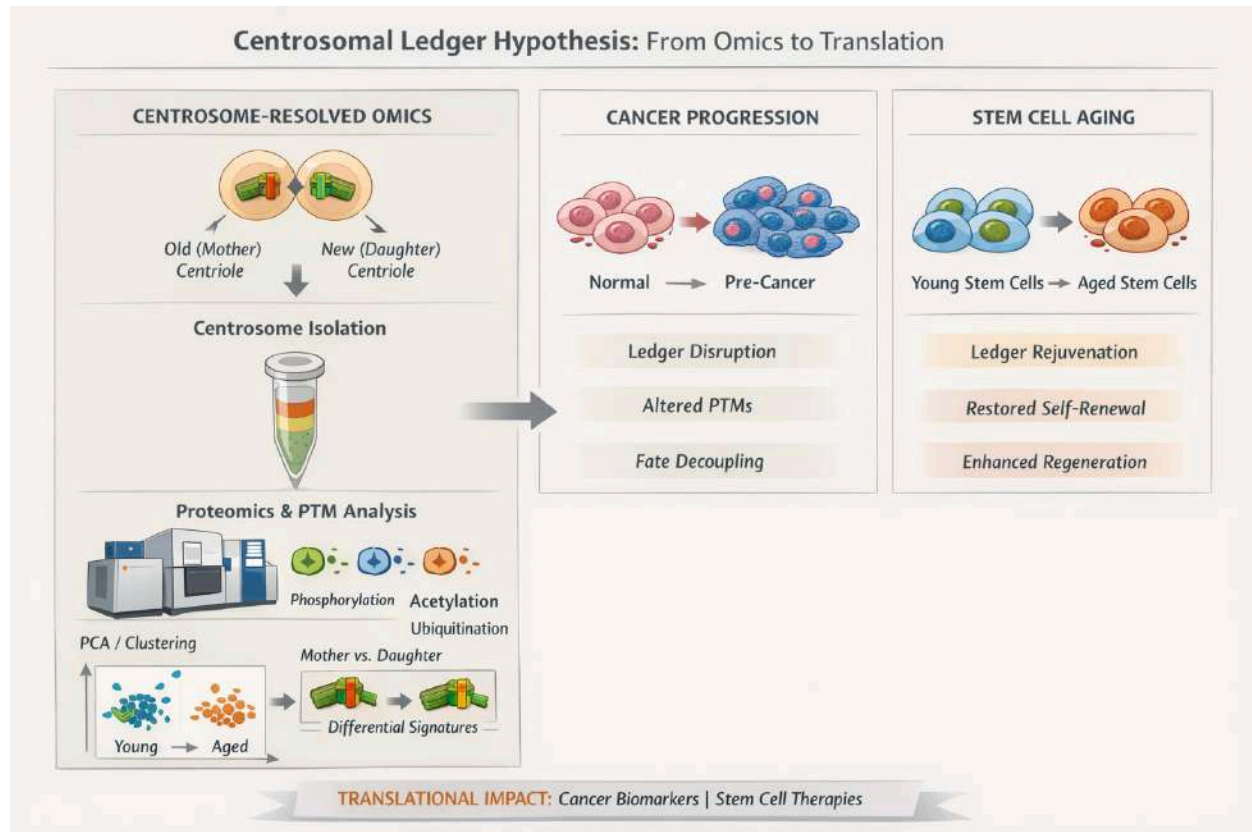 Centrosomal Ledger Hypothesis: From Omics to Translation
CENTROSOME-RESOLVED OMICS
Old (Mother)
Centriole
New (Daughter)
Centriole
Centrosome Isolation
Proteomics & PTM Analysis
Phosphorylation
Acetylation
Ubiquitination
PCA / Clustering
Young → Aged
Mother vs. Daughter
Differential Signatures
CANCER PROGRESSION
Normal → Pre-Cancer
Ledger Disruption
Altered PTMs
Fate Decoupling
STEM CELL AGING
Young Stem Cells → Aged Stem Cells
Ledger Rejuvenation
Restored Self-Renewal
Enhanced Regeneration
TRANSLATIONAL IMPACT: Cancer Biomarkers | Stem Cell Therapies